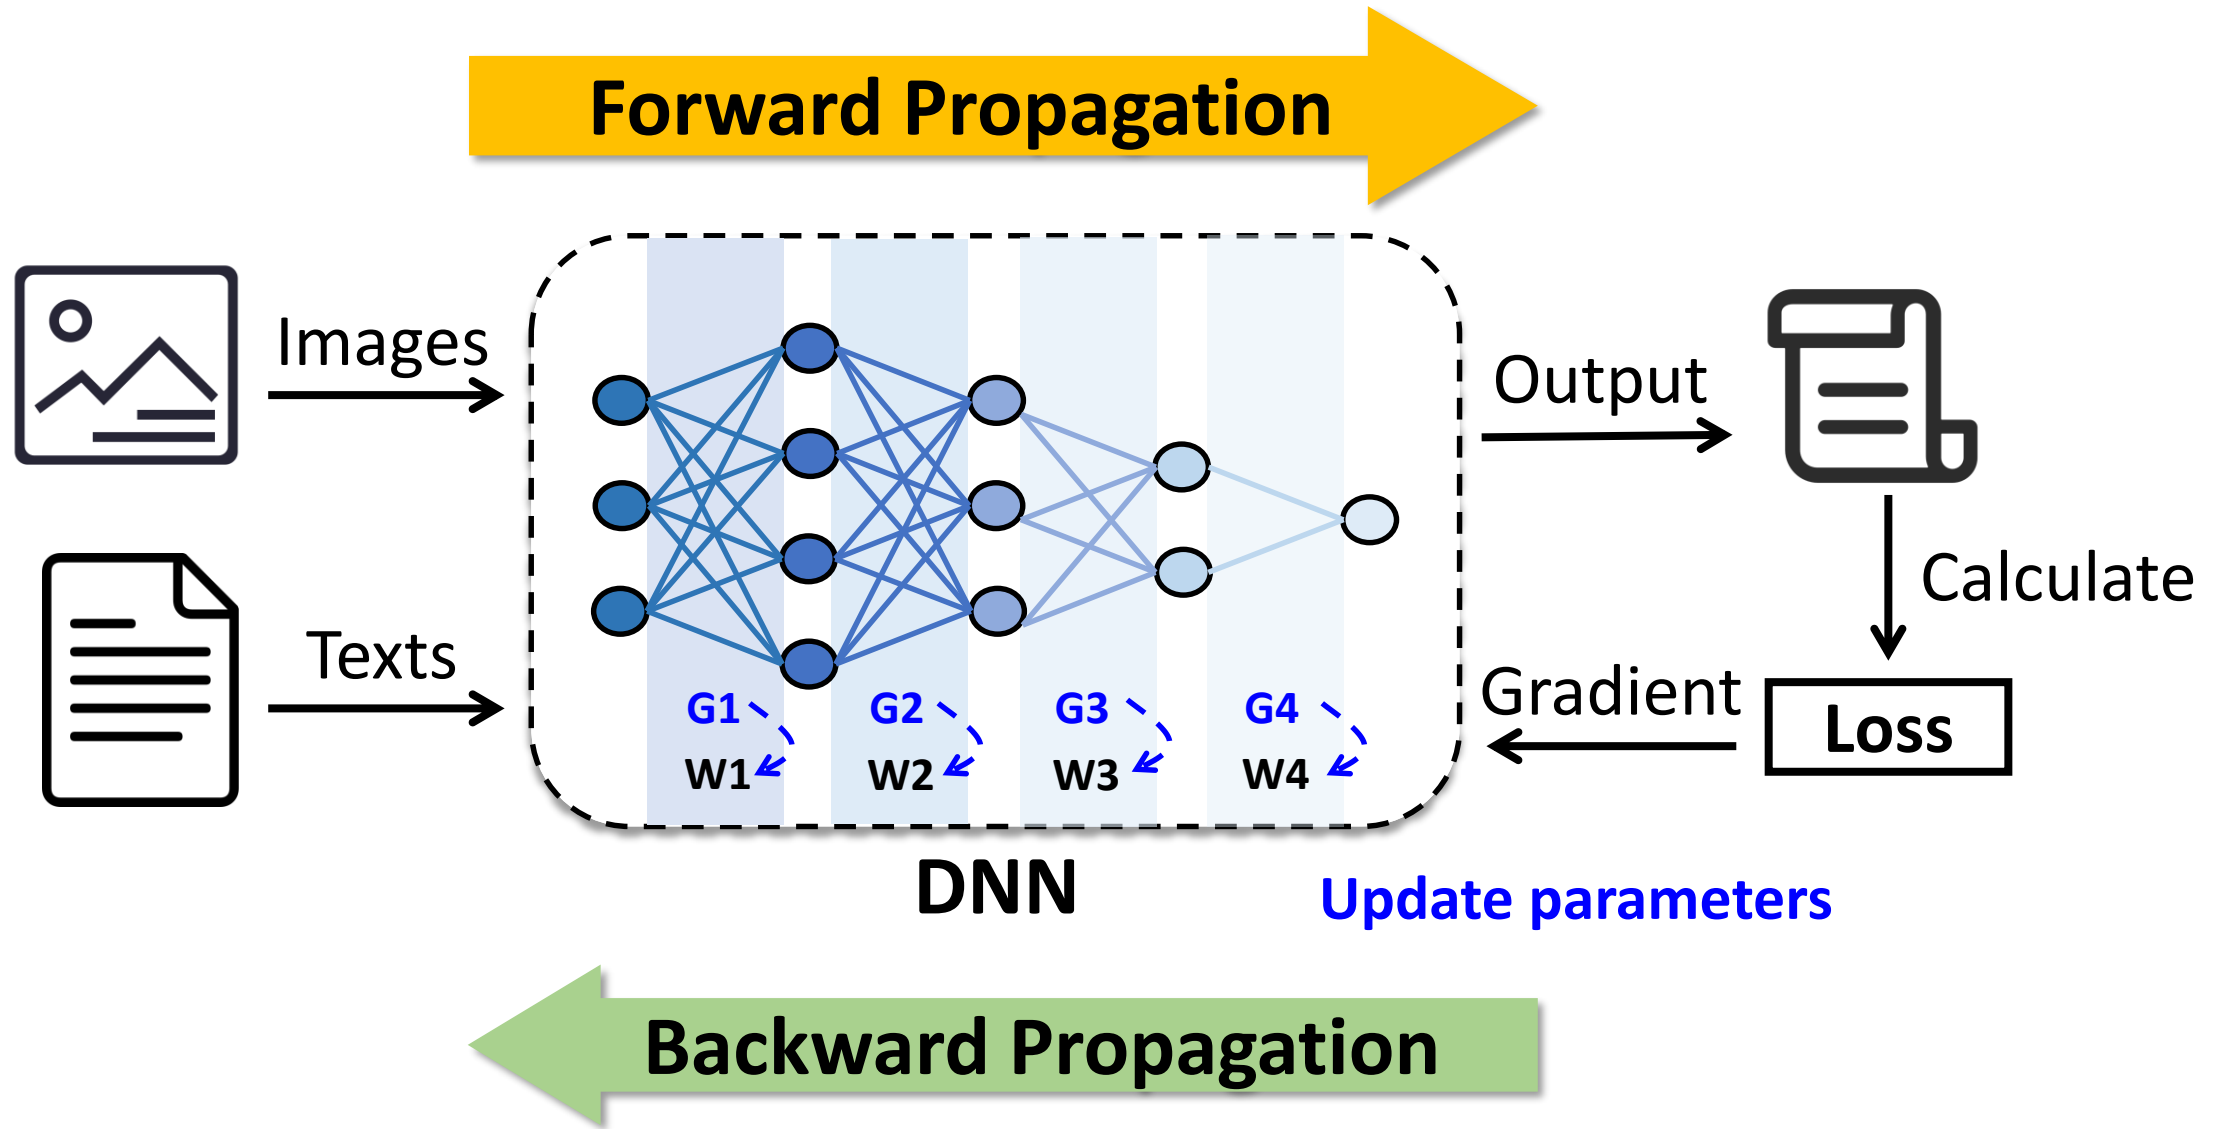 Forward Propagation
Images
Texts
Output
Calculate
Gradient
Loss
G1
G2
G3
G4
W1
W2
W3
W4
DNN
Update parameters
Backward Propagation